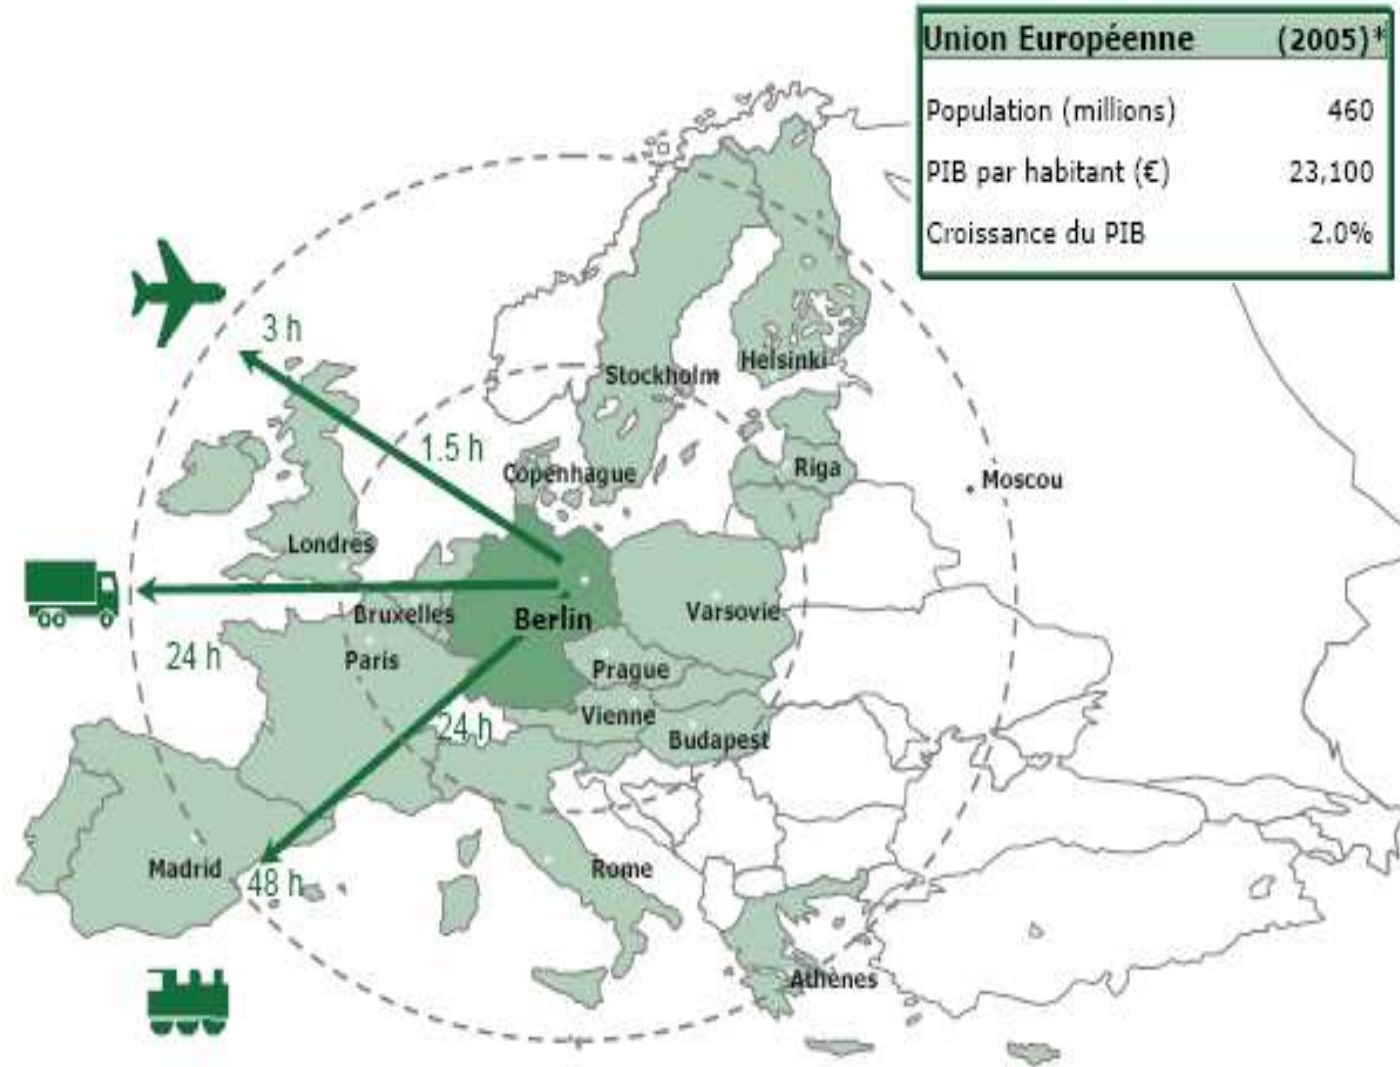 Union Européenne (2005)*
Population (millions) 460
PIB par habitant (€) 23,100
Croissance du PIB 2.0%
3 h
1.5 h
Stockholm
Helsinki
Copenhague
Riga
Moscou
Londres
Bruxelles
Berlin
Varsovie
24 h
Paris
Prague
Vienne
24 h
Budapest
Madrid
48 h
Rome
Athènes